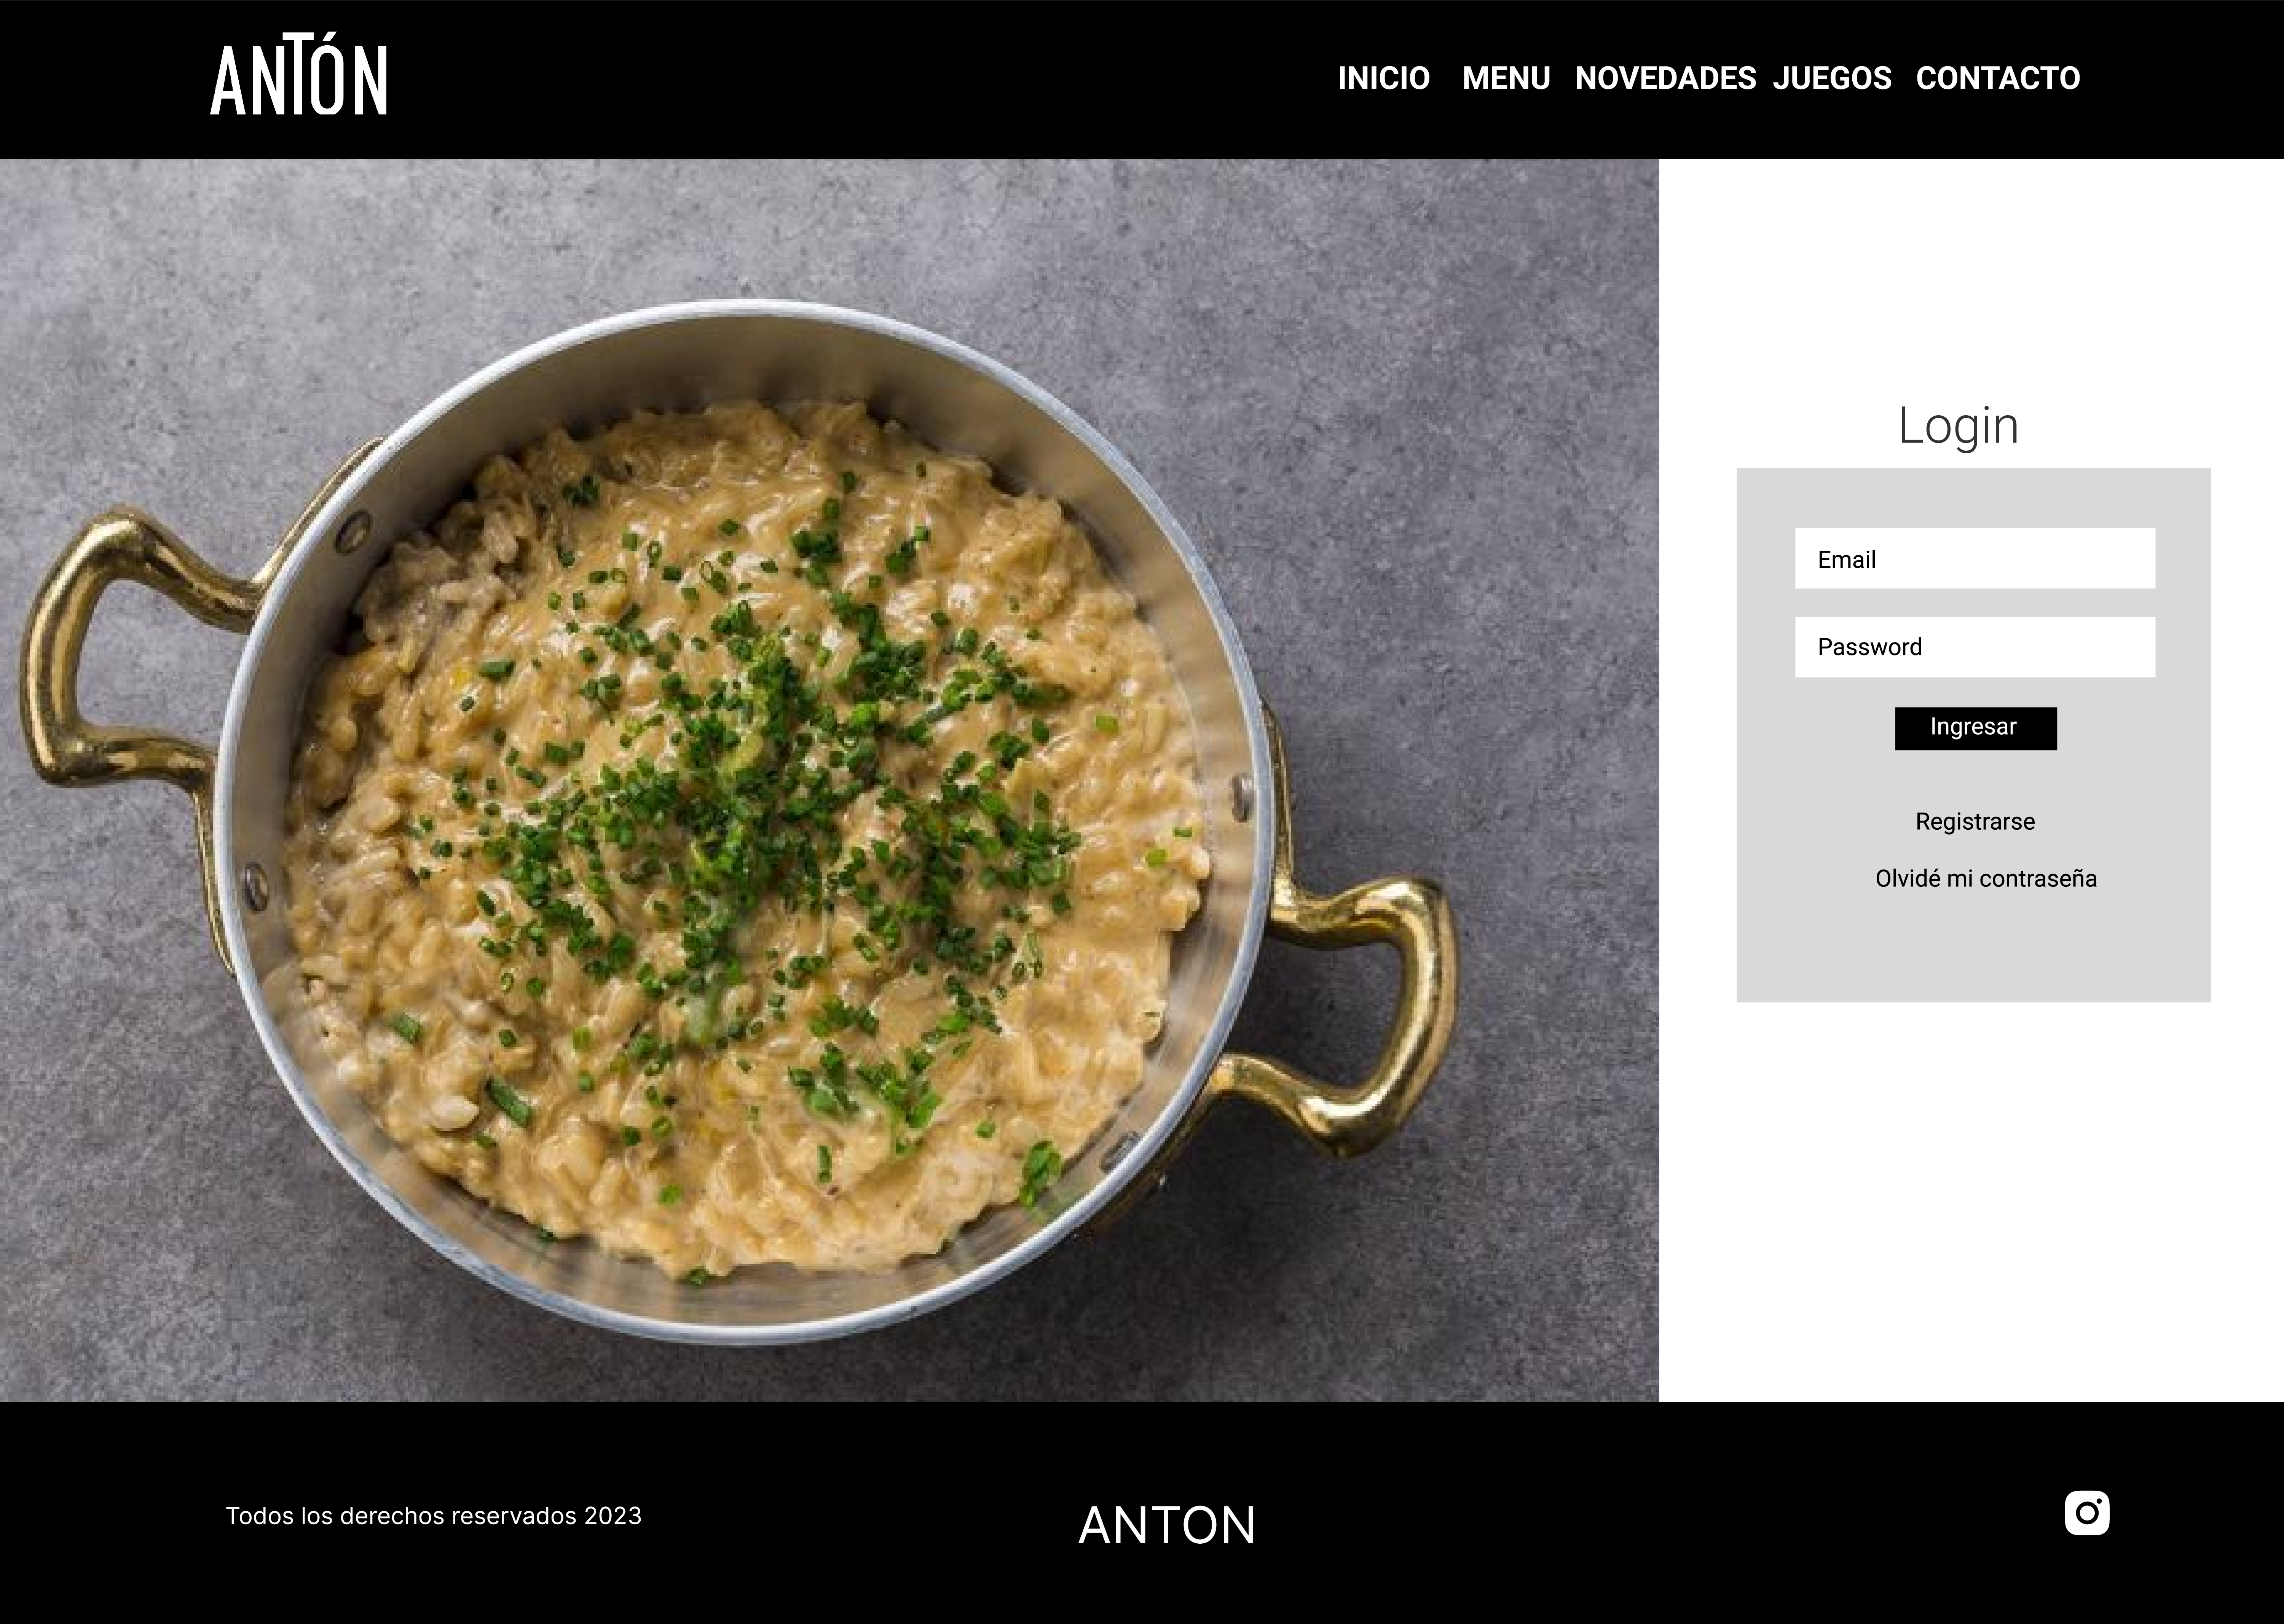 ANTÓN
INICIO MENU NOVEDADES JUEGOS CONTACTO
Login
Email
Password
Ingresar
Registrarse
Olvidé mi contraseña
Todos los derechos reservados 2023
ANTON